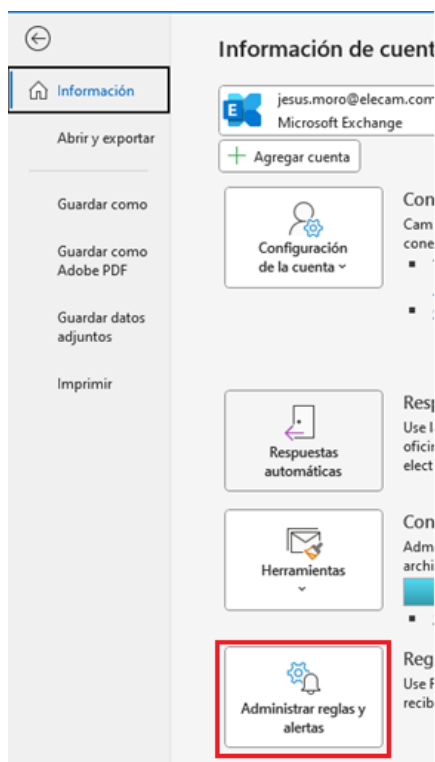 Información de cuent
Información
jesus.moro@elecam.com
Microsoft Exchange
Abrir y exportar
Agregar cuenta
Guardar como
Guardar como
Adobe PDF
Guardar datos
adjuntos
Imprimir
Configuración
de la cuenta
Con
Cam
cone
Respuestas
automáticas
Resp
Use l
oficin
elect
Herramientas
Con
Adm
archi
Administrar reglas y
alertas
Reg
Use R
recib